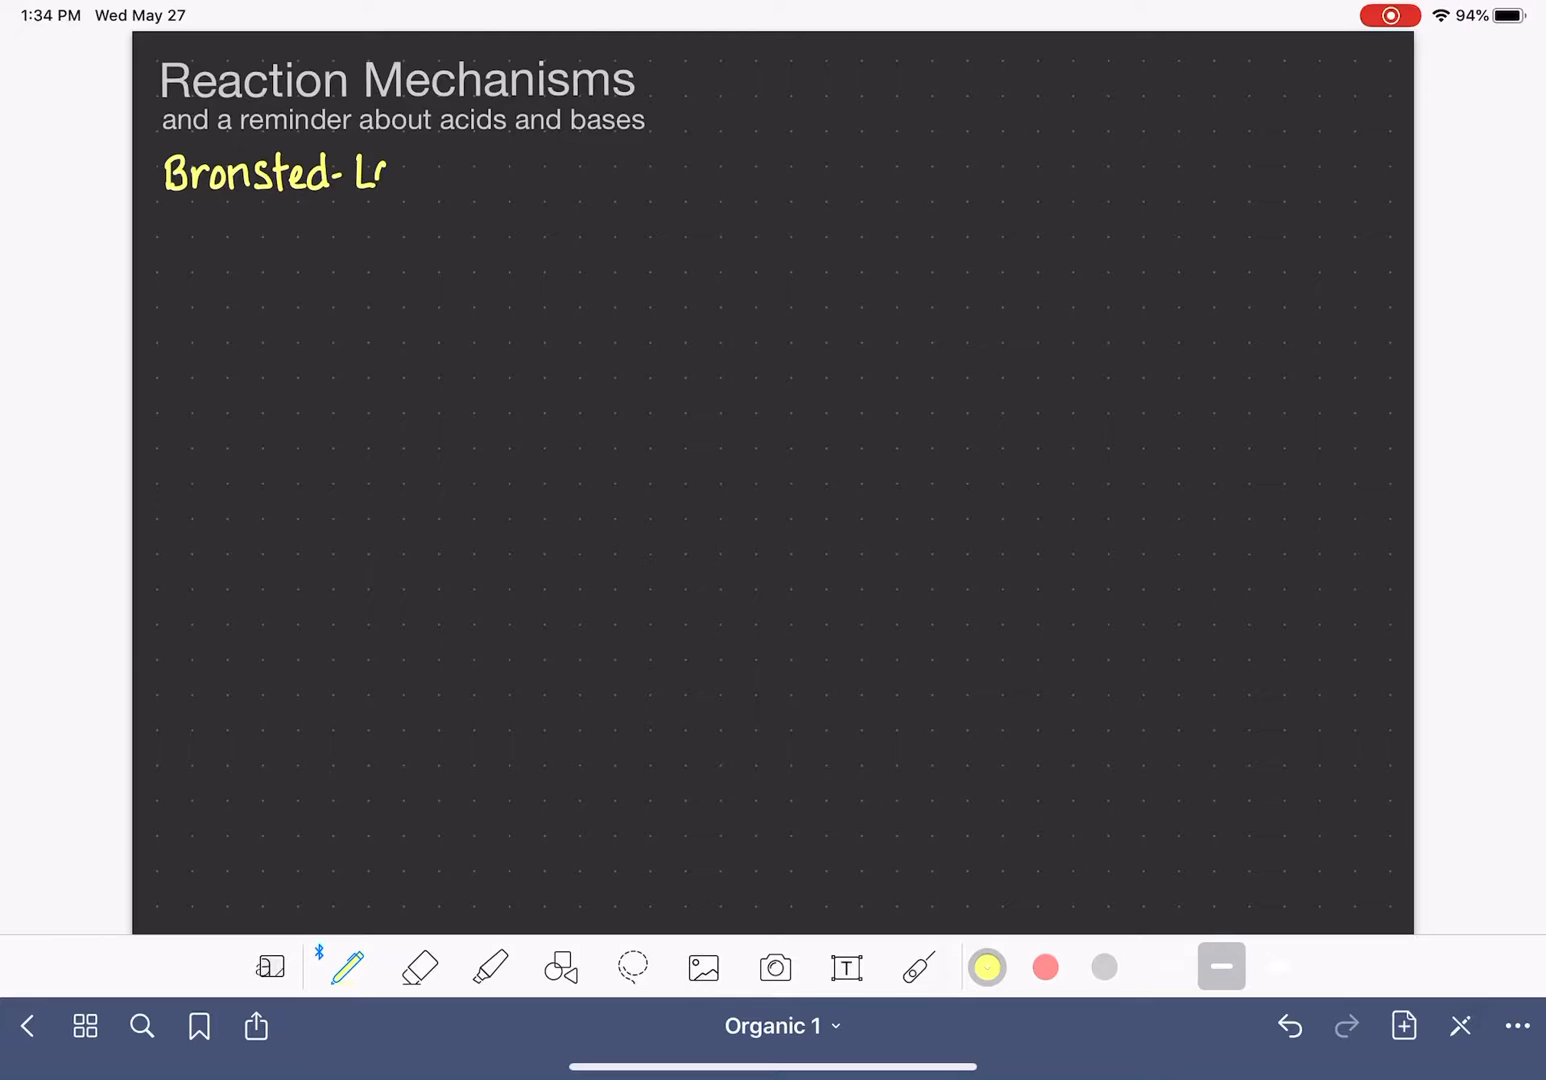 1:34 PM Wed May 27
94%
Reaction Mechanisms
and a reminder about acids and bases
Bronsted-
T
Organic 1